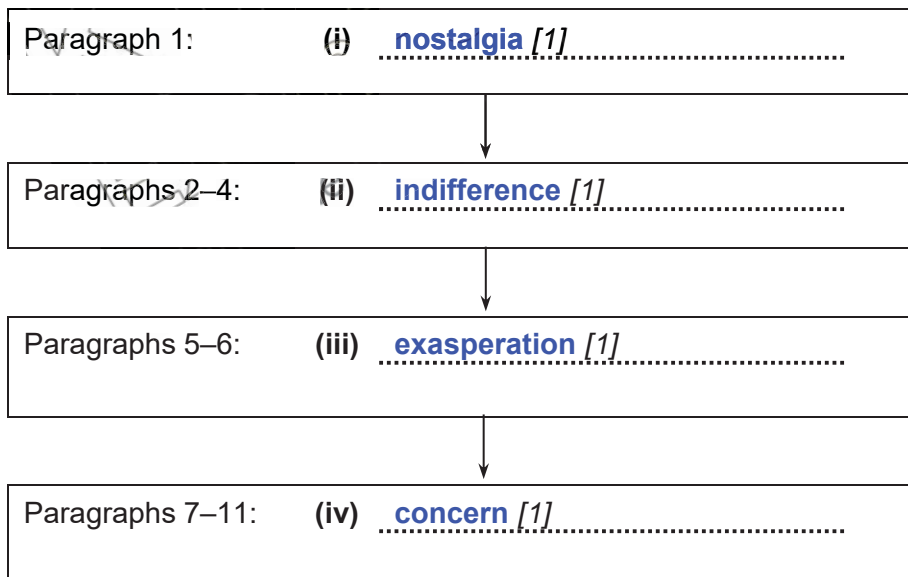 Paragraph 1: (i) nostalgia [1]
Paragraphs 2–4: (ii) indifference [1]
Paragraphs 5–6: (iii) exasperation [1]
Paragraphs 7–11: (iv) concern [1]